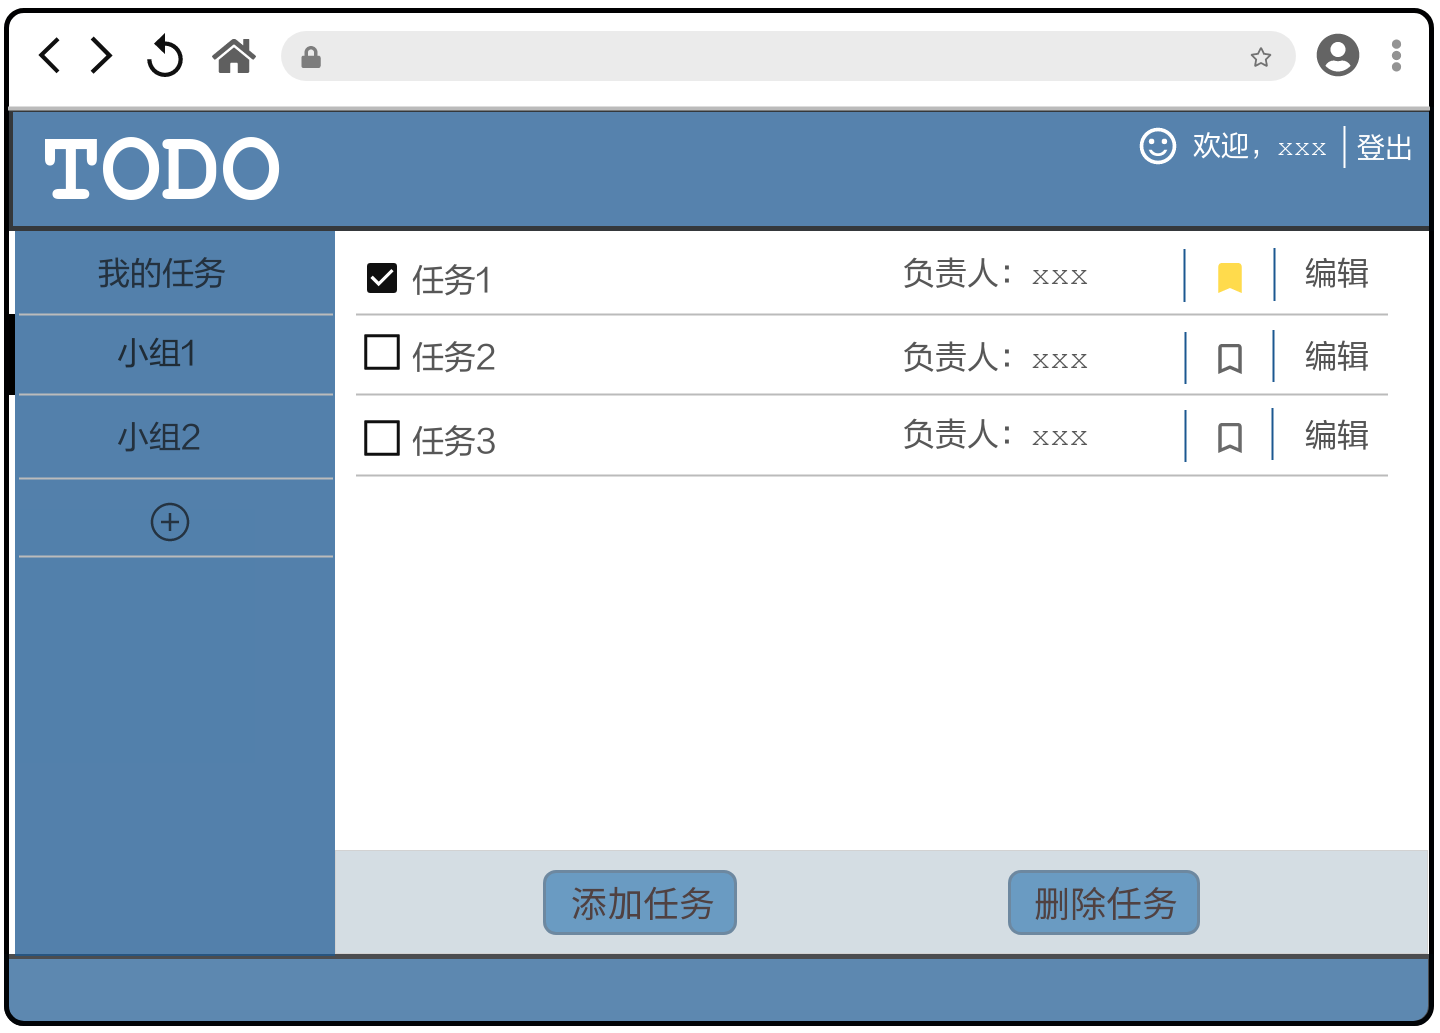 TODO
欢迎，xxx
登出
我的任务
小组1
小组2
任务1 负责人：xxx 编辑
任务2 负责人：xxx 编辑
任务3 负责人：xxx 编辑
添加任务
删除任务